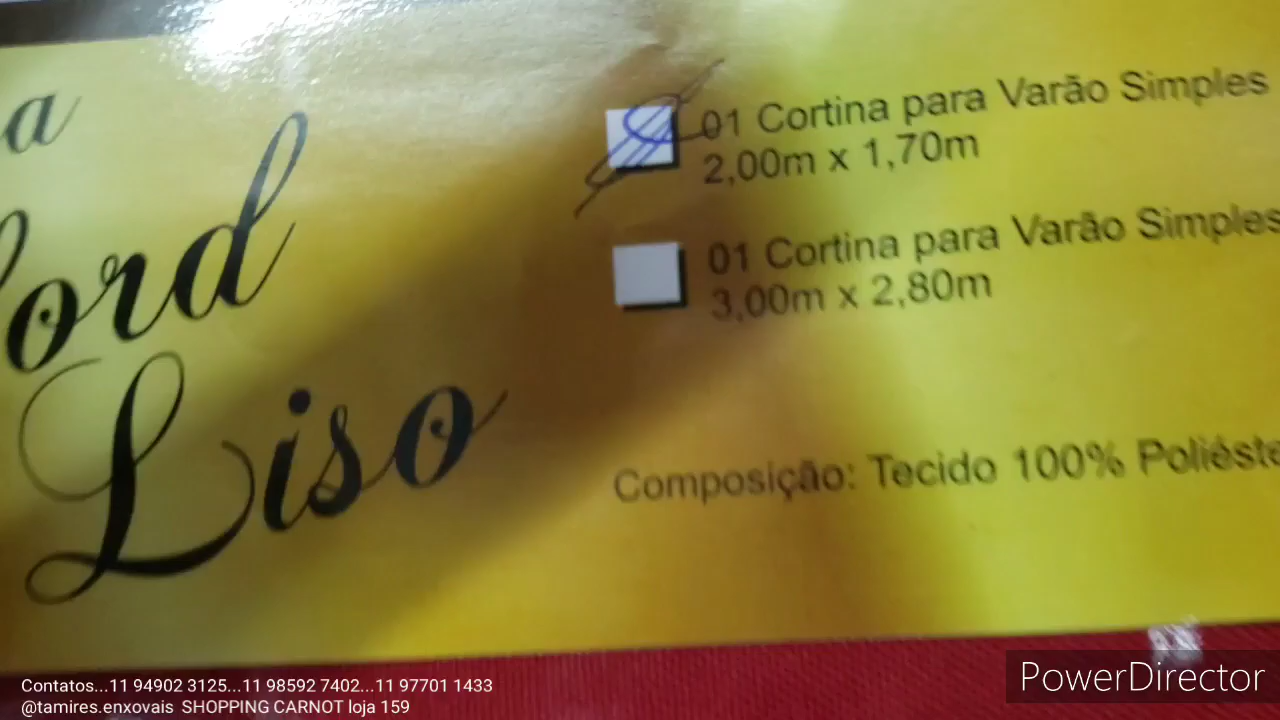 a
ord
Liso
01 Cortina para Varão Simples
2,00m x 1,70m
01 Cortina para Varão Simples
3,00m x 2,80m
Composição: Tecido 100% Poliéste
Contatos...11 94902 3125...11 98592 7402...11 97701 1433
@tamires.enxovais SHOPPING CARNOT loja 159
PowerDirector